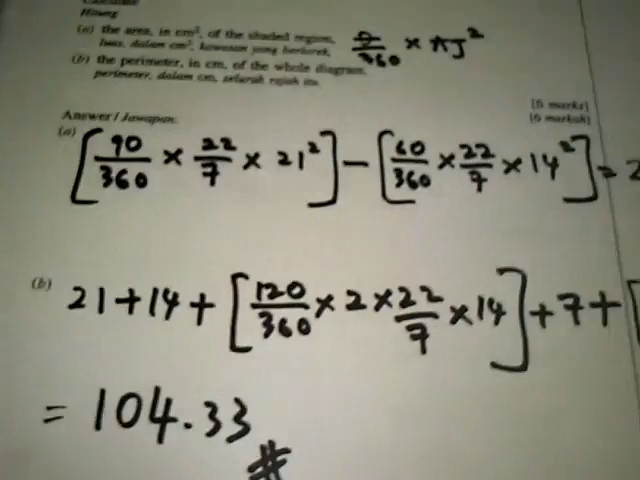 Hitung
(a) the area, in cm², of the shaded region, θ/360 × πj²
luas, dalam cm², kawasan yang berlorek,
(b) the perimeter, in cm, of the whole diagram.
perimeter, dalam cm, seluruh rajah itu.
[6 marks]
Answer / Jawapan: [6 markah]
(a) [90/360 × 22/7 × 21²] − [60/360 × 22/7 × 14²] = 2
(b) 21 + 14 + [120/360 × 2 × 22/7 × 14] + 7 + [
= 104.33 #